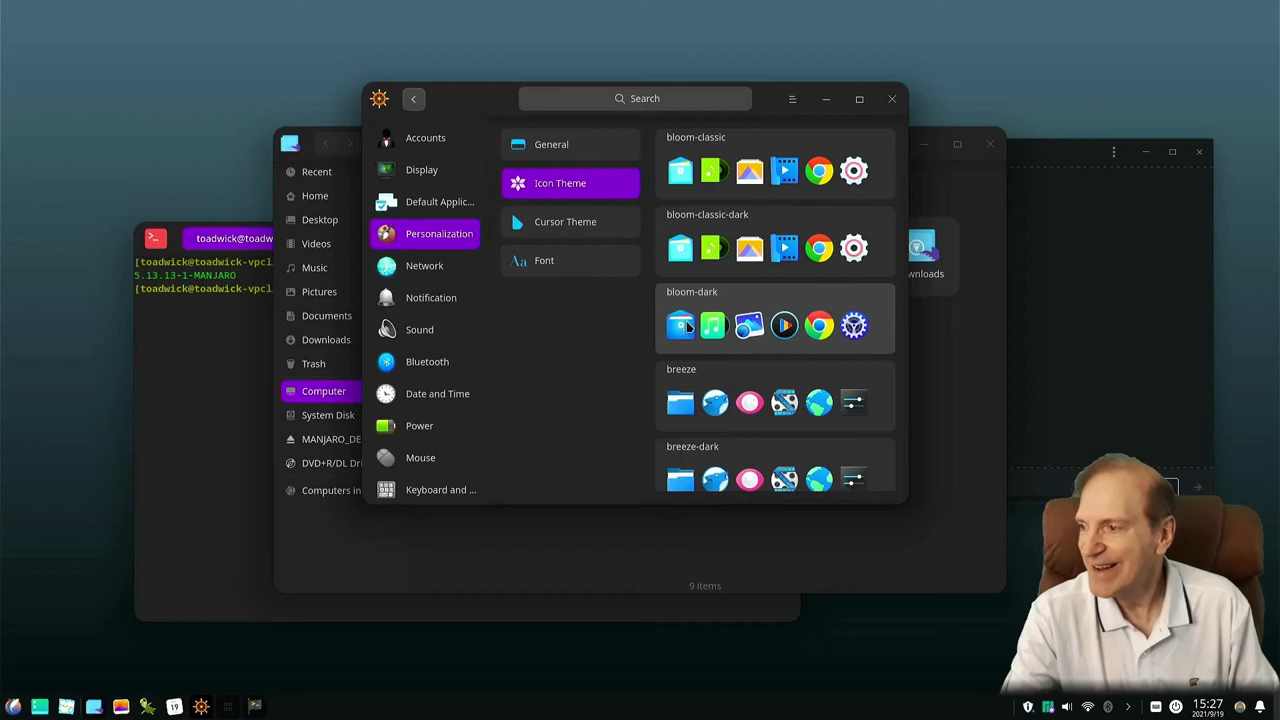 Search
Accounts
Display
Default Applic...
Personalization
Network
Notification
Sound
Bluetooth
Date and Time
Power
Mouse
Keyboard and ...
General
Icon Theme
Cursor Theme
Aa Font
bloom-classic
bloom-classic-dark
bloom-dark
breeze
breeze-dark
Recent
Home
Desktop
Videos
Music
Pictures
Documents
Downloads
Trash
Computer
System Disk
MANJARO_DE
DVD+R/DL Dri
Computers in
wnloads
9 items
>_
toadwick@toadw
[toadwick@toadwick-vpcl
5.13.13-1-MANJARO
[toadwick@toadwick-vpcl
19
15:27
2021/9/19